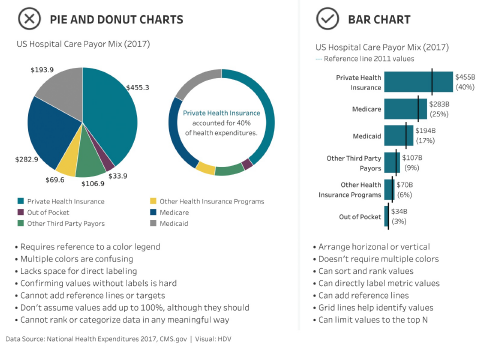 PIE AND DONUT CHARTS
US Hospital Care Payor Mix (2017)
$193.9
$455.3
$282.9
$69.6
$106.9
$33.9
Private Health Insurance
accounted for 40%
of health expenditures.
Private Health Insurance
Other Health Insurance Programs
Out of Pocket
Medicare
Other Third Party Payors
Medicaid
• Requires reference to a color legend
• Multiple colors are confusing
• Lacks space for direct labeling
• Confirming values without labels is hard
• Cannot add reference lines or targets
• Don't assume values add up to 100%, although they should
• Cannot rank or categorize data in any meaningful way
BAR CHART
US Hospital Care Payor Mix (2017)
— Reference line 2011 values
Private Health
Insurance
$455B
(40%)
Medicare
$283B
(25%)
Medicaid
$194B
(17%)
Other Third Party
Payors
$107B
(9%)
Other Health
Insurance Programs
$70B
(6%)
Out of Pocket
$34B
(3%)
• Arrange horizonal or vertical
• Doesn't require multiple colors
• Can sort and rank values
• Can directly label metric values
• Can add reference lines
• Grid lines help identify values
• Can limit values to the top N
Data Source: National Health Expenditures 2017, CMS.gov | Visual: HDV